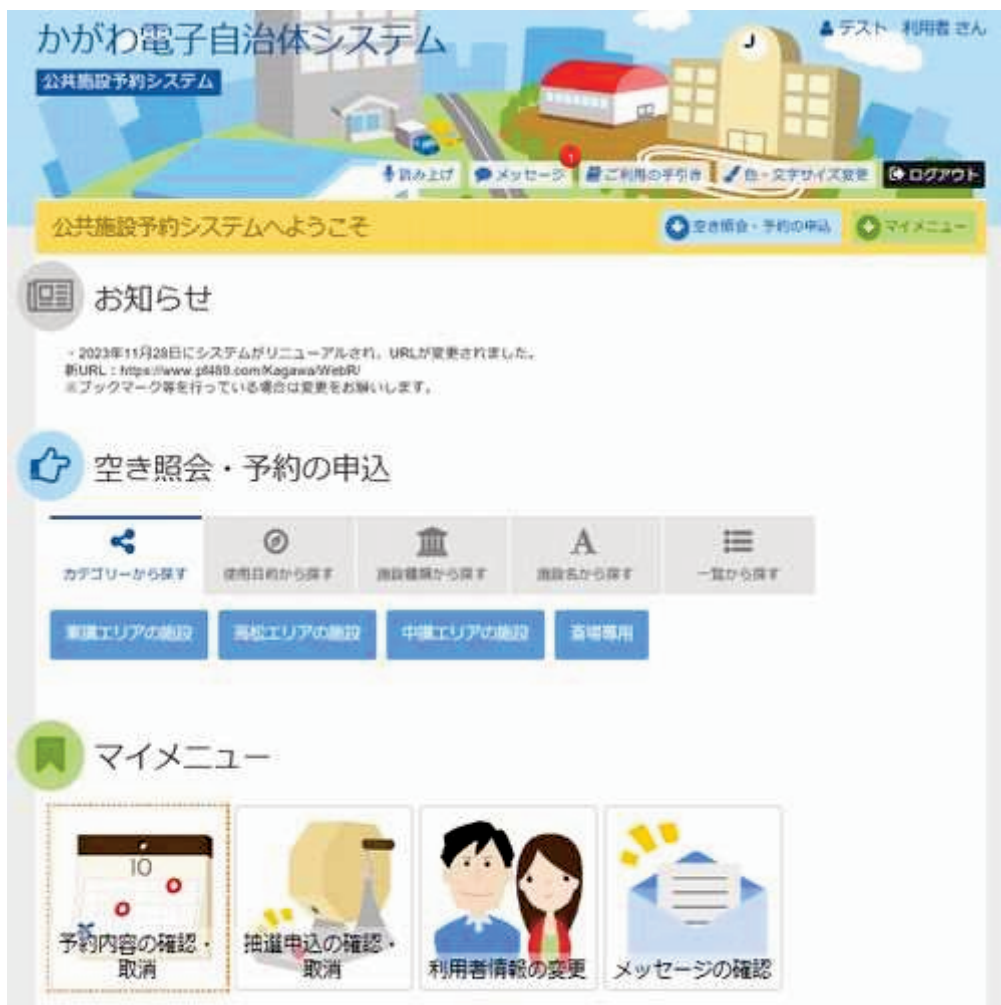 かがわ電子自治体システム
テスト 利用者 さん
公共施設予約システム
読み上げ
メッセージ
1
ご利用の手引き
色・文字サイズ変更
ログアウト
公共施設予約システムへようこそ
空き照会・予約の申込
マイメニュー
お知らせ
・2023年11月28日にシステムがリニューアルされ、URLが変更されました。
新URL：https://www.pf489.com/Kagawa/WebR/
※ブックマーク等を行っている場合は変更をお願いします。
空き照会・予約の申込
カテゴリーから探す
使用目的から探す
施設種類から探す
A
施設名から探す
一覧から探す
東讃エリアの施設
高松エリアの施設
中讃エリアの施設
斎場専用
マイメニュー
10
予約内容の確認・
取消
抽選申込の確認・
取消
利用者情報の変更
メッセージの確認